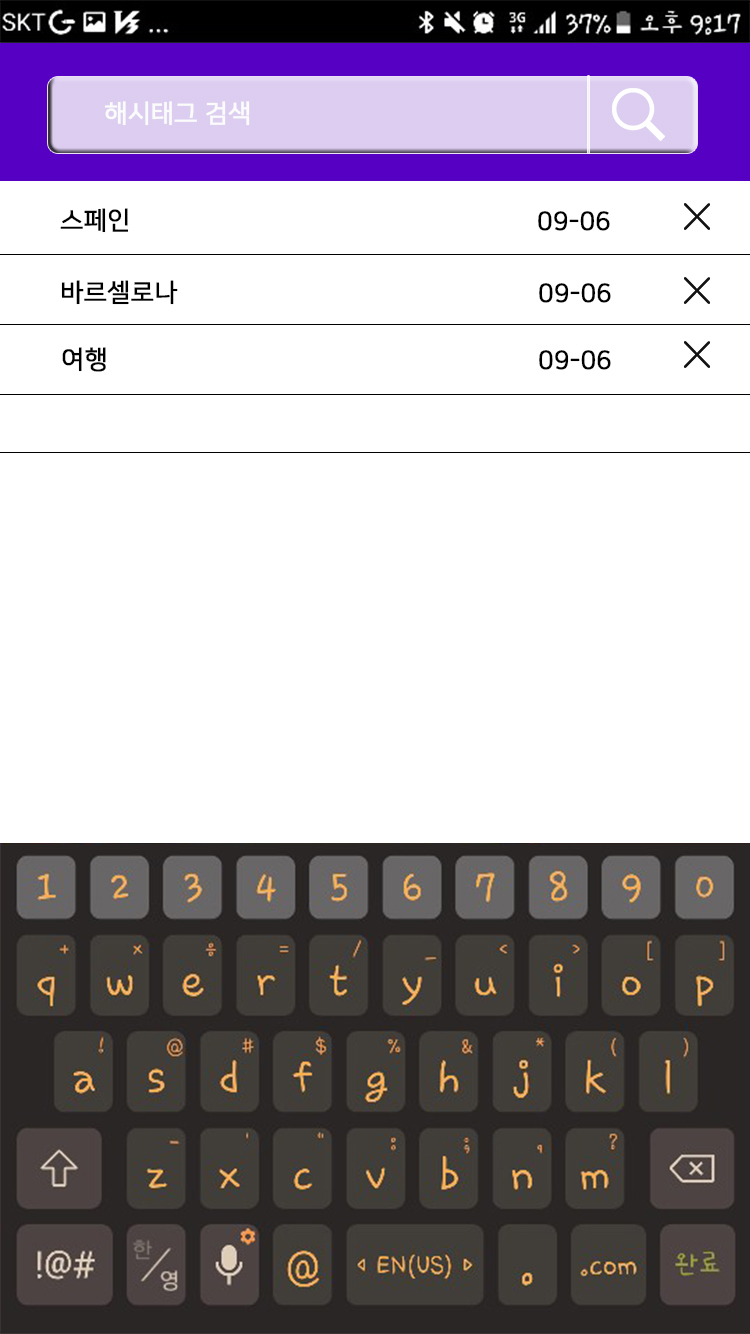 SKT ... 3G 37% 오후 9:17
해시태그 검색
스페인 09-06
바르셀로나 09-06
여행 09-06
1 2 3 4 5 6 7 8 9 0
+ × ÷ = / _ < > [ ]
q w e r t y u i o p
! @ # $ % & * ( )
a s d f g h j k l
- ' " : ; , ?
z x c v b n m
!@# 한/영 @ EN(US) . .com 완료